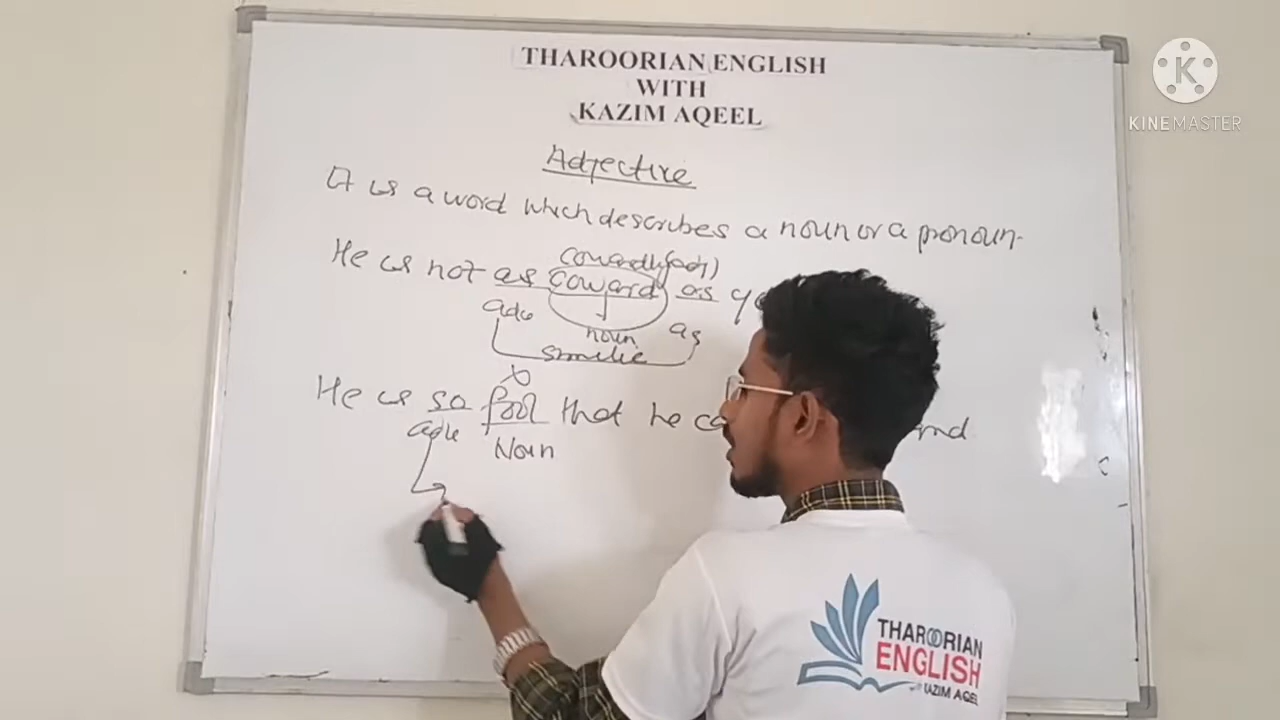 THAROORIAN ENGLISH
WITH
KAZIM AQEEL
KINEMASTER
Adjective
It is a word which describes a noun or a pronoun.
cowardly (adj)
He is not as coward as
adv noun as
simile
He is so fool that he
adv Noun
THAROORIAN
ENGLISH
KAZIM AQEEL